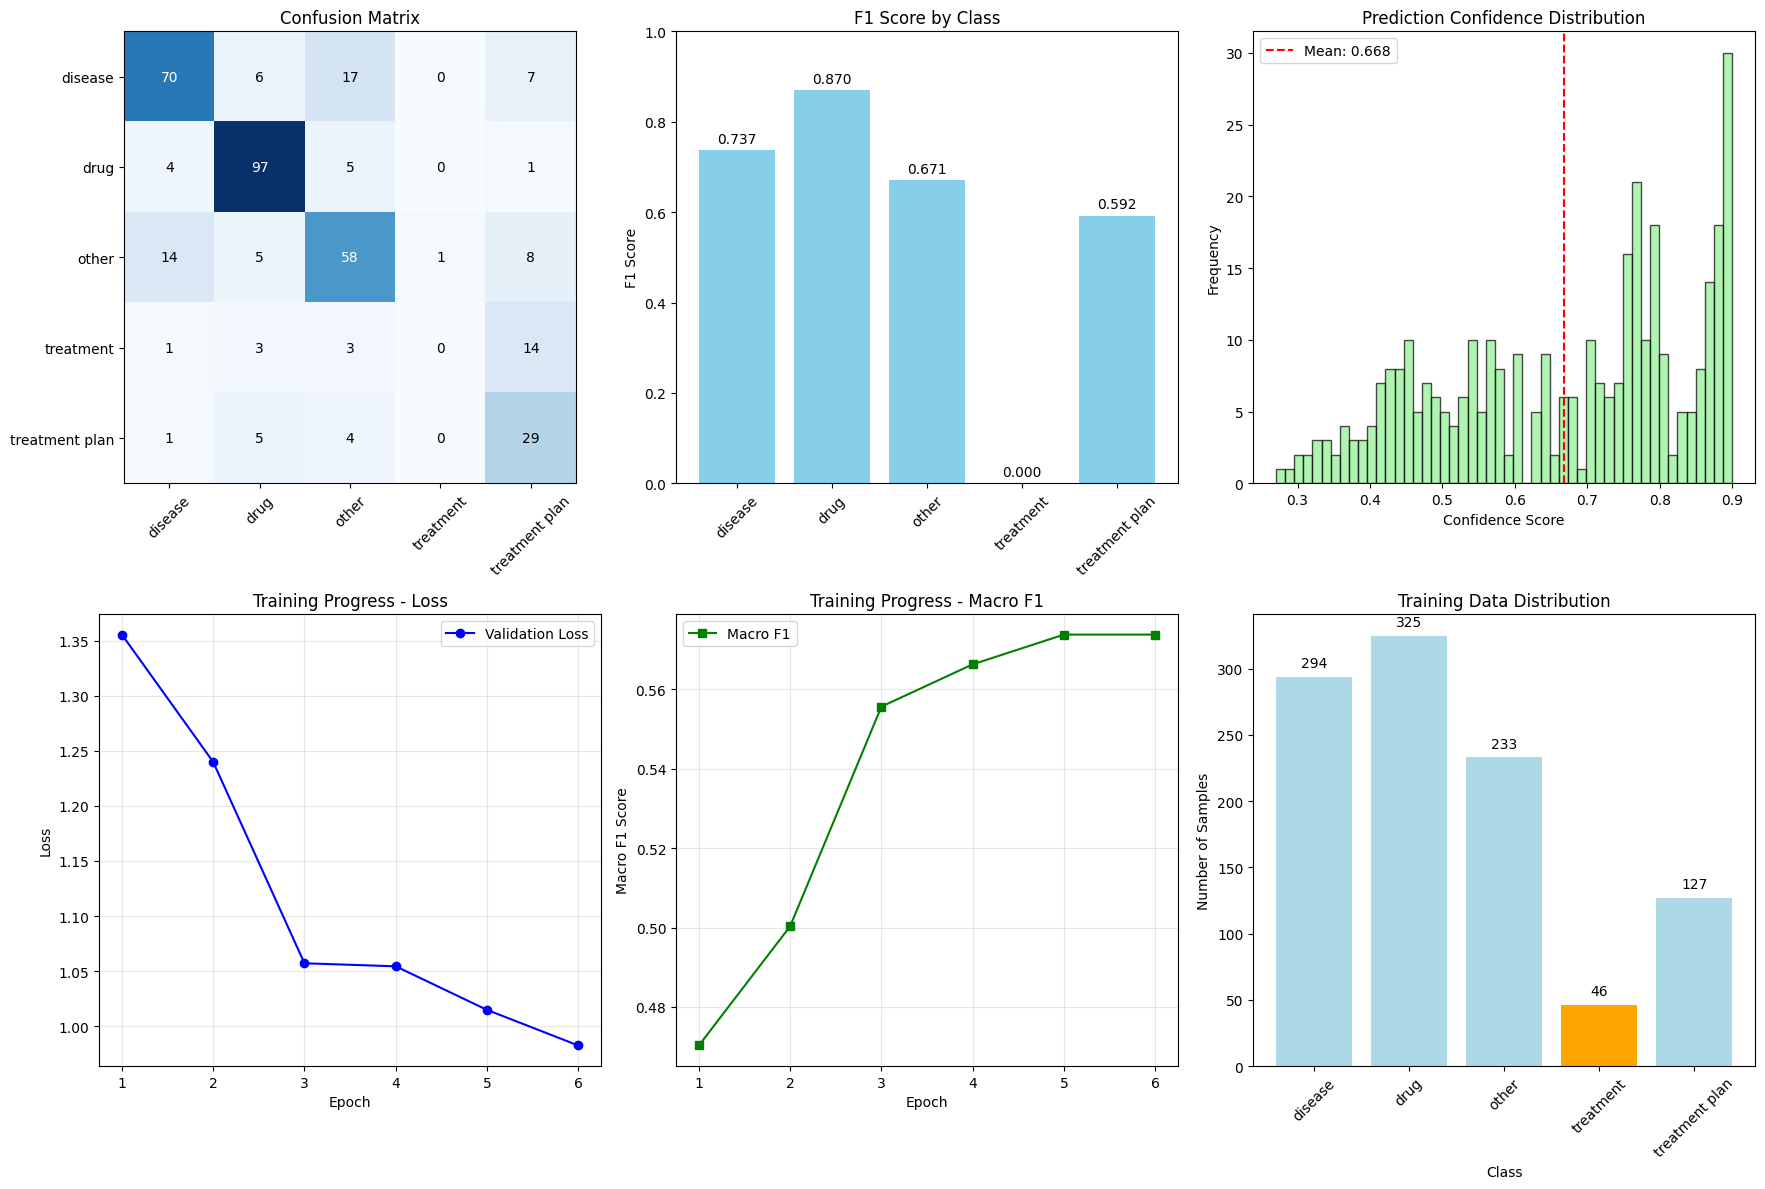 Confusion Matrix
disease
drug
other
treatment
treatment plan
70 6 17 0 7
4 97 5 0 1
14 5 58 1 8
1 3 3 0 14
1 5 4 0 29
disease
drug
other
treatment
treatment plan
F1 Score by Class
F1 Score
1.0
0.8
0.6
0.4
0.2
0.0
0.737
0.870
0.671
0.000
0.592
disease
drug
other
treatment
treatment plan
Prediction Confidence Distribution
Mean: 0.668
Frequency
30
25
20
15
10
5
0
0.3 0.4 0.5 0.6 0.7 0.8 0.9
Confidence Score
Training Progress - Loss
Validation Loss
Loss
1.35
1.30
1.25
1.20
1.15
1.10
1.05
1.00
1 2 3 4 5 6
Epoch
Training Progress - Macro F1
Macro F1
Macro F1 Score
0.56
0.54
0.52
0.50
0.48
1 2 3 4 5 6
Epoch
Training Data Distribution
Number of Samples
300
250
200
150
100
50
0
294
325
233
46
127
disease
drug
other
treatment
treatment plan
Class